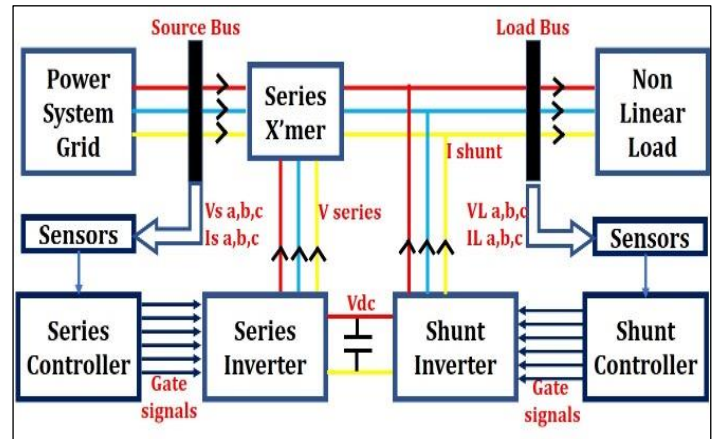 Source Bus
Load Bus
Power
System
Grid
Series
X'mer
Non
Linear
Load
I shunt
Vs a,b,c
Is a,b,c
V series
VL a,b,c
IL a,b,c
Sensors
Sensors
Vdc
Series
Controller
Series
Inverter
Shunt
Inverter
Shunt
Controller
Gate
signals
Gate
signals